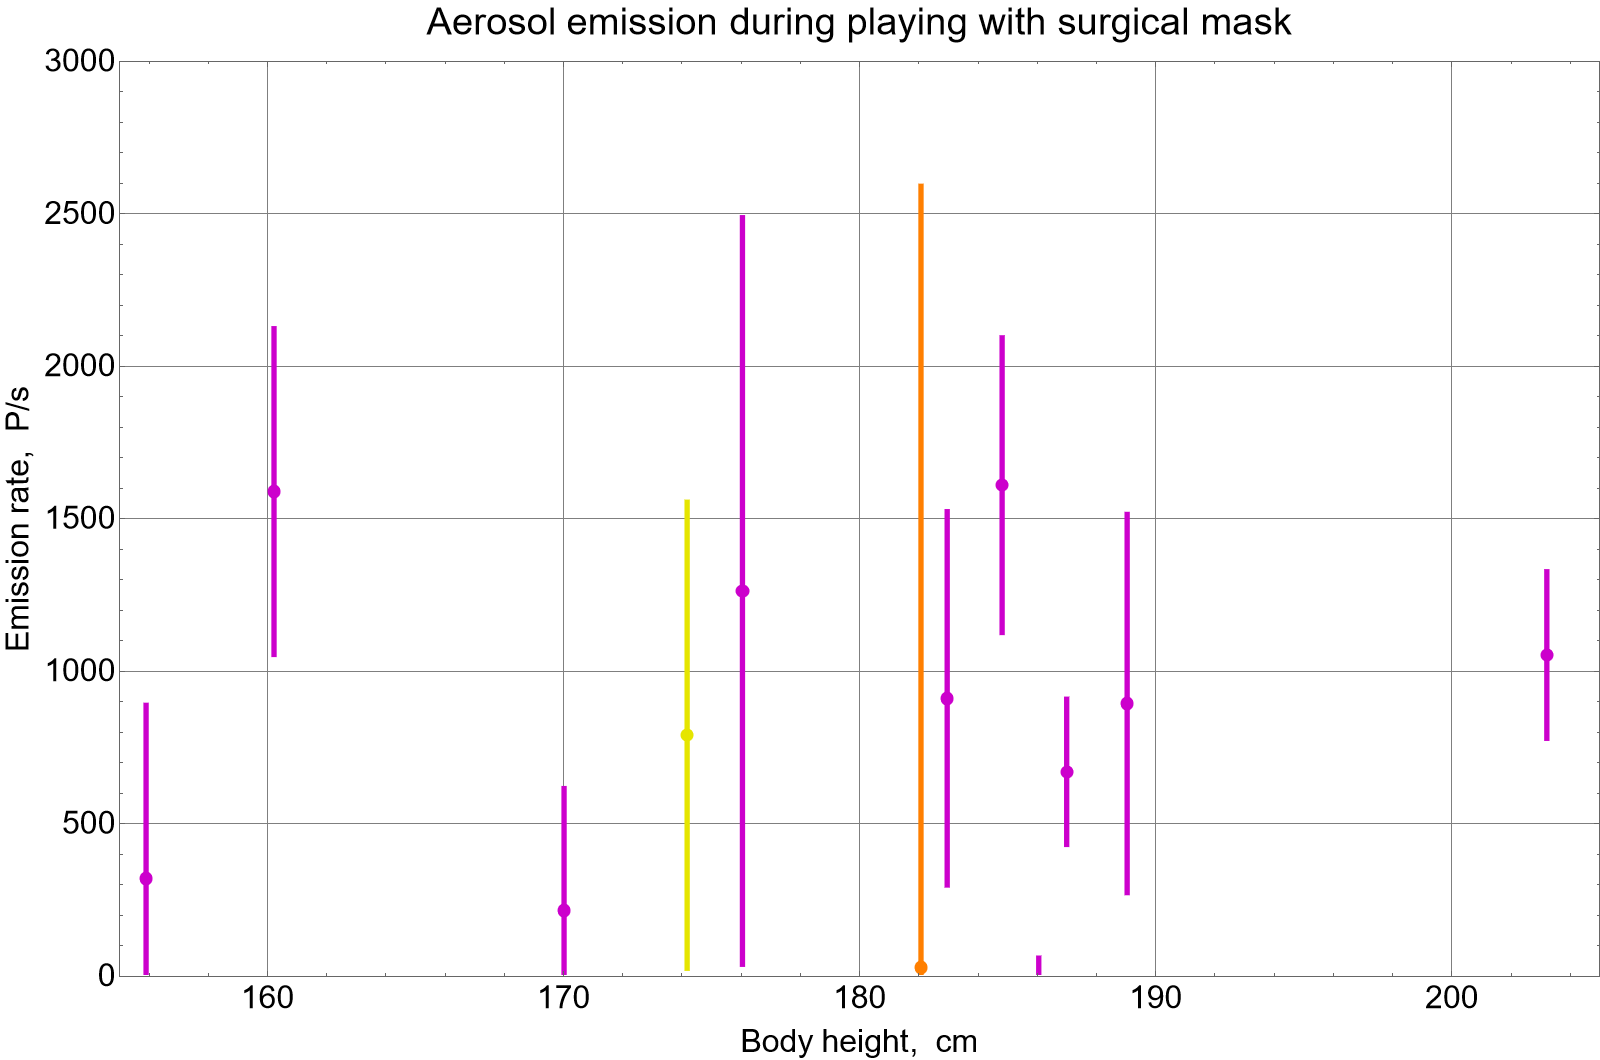 Aerosol emission during playing with surgical mask
3000
2500
2000
1500
1000
500
0
Emission rate, P/s
160 170 180 190 200
Body height, cm